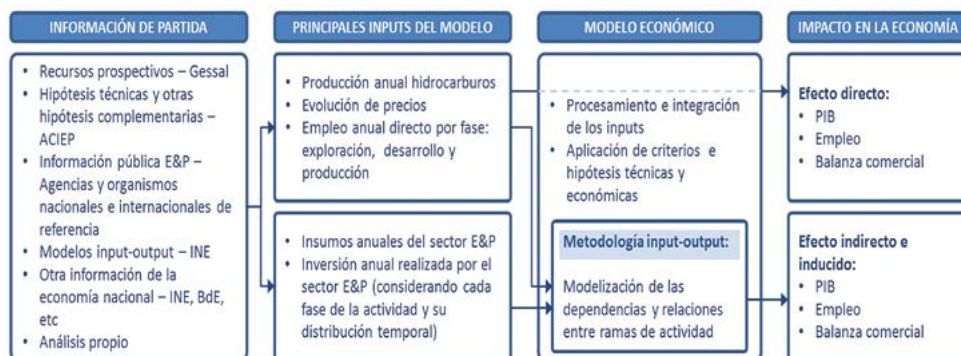 INFORMACIÓN DE PARTIDA
• Recursos prospectivos – Gessal
• Hipótesis técnicas y otras
hipótesis complementarias –
ACIEP
• Información pública E&P –
Agencias y organismos
nacionales e internacionales de
referencia
• Modelos input-output – INE
• Otra información de la
economía nacional – INE, BdE,
etc
• Análisis propio
PRINCIPALES INPUTS DEL MODELO
• Producción anual hidrocarburos
• Evolución de precios
• Empleo anual directo por fase:
exploración, desarrollo y
producción
• Insumos anuales del sector E&P
• Inversión anual realizada por el
sector E&P (considerando cada
fase de la actividad y su
distribución temporal)
MODELO ECONÓMICO
• Procesamiento e integración
de los inputs
• Aplicación de criterios e
hipótesis técnicas y
económicas
Metodología input-output:
Modelización de las
dependencias y relaciones
entre ramas de actividad
IMPACTO EN LA ECONOMÍA
Efecto directo:
• PIB
• Empleo
• Balanza comercial
Efecto indirecto e
inducido:
• PIB
• Empleo
• Balanza comercial